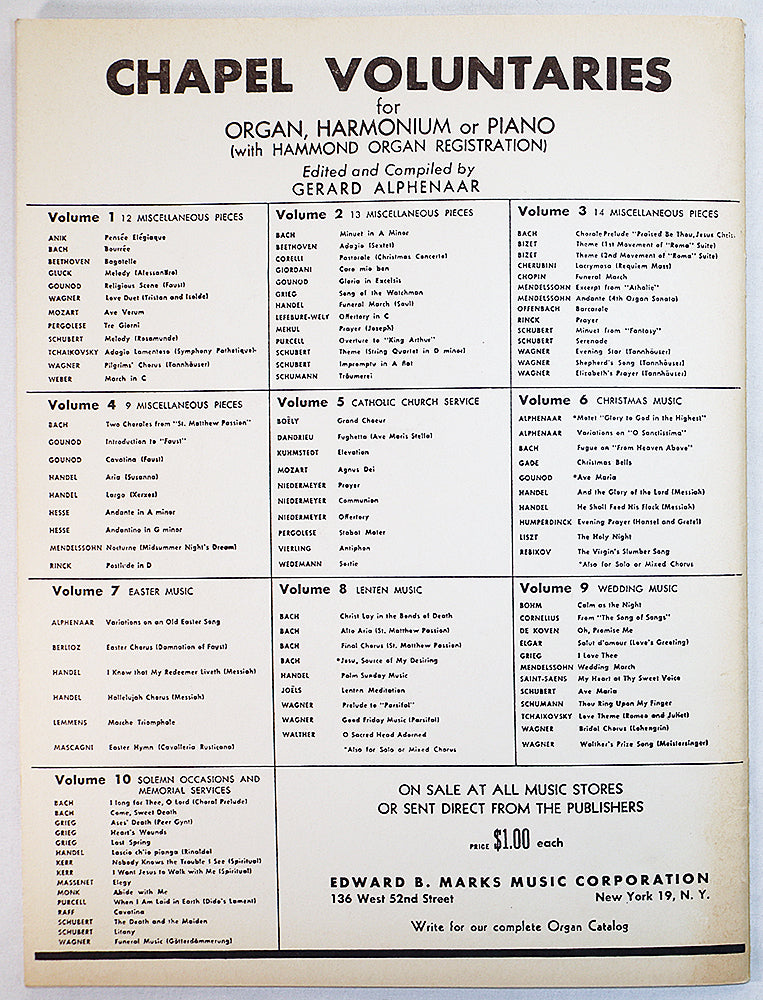 CHAPEL VOLUNTARIES
for
ORGAN, HARMONIUM or PIANO
(with HAMMOND ORGAN REGISTRATION)
Edited and Compiled by
GERARD ALPHENAAR
Volume 1 12 MISCELLANEOUS PIECES
ANIK Pensée Élégiaque
BACH Bourrée
BEETHOVEN Bagatelle
GLUCK Melody (Alessandro)
GOUNOD Religious Scene (Faust)
WAGNER Love Duet (Tristan and Isolde)
MOZART Ave Verum
PERGOLESE Tre Giorni
SCHUBERT Melody (Rosamunde)
TCHAIKOVSKY Adagio Lamentoso (Symphony Pathetique)
WAGNER Pilgrims' Chorus (Tannhäuser)
WEBER March in C
Volume 2 13 MISCELLANEOUS PIECES
BACH Minuet in A Minor
BEETHOVEN Adagio (Sextet)
CORELLI Pastorale (Christmas Concerto)
GIORDANI Caro mio ben
GOUNOD Gloria in Excelsis
GRIEG Song of the Watchman
HANDEL Funeral March (Saul)
LEFEBURE-WELY Offertory in C
MEHUL Prayer (Joseph)
PURCELL Overture to "King Arthur"
SCHUBERT Theme (String Quartet in D minor)
SCHUBERT Impromptu in A flat
SCHUMANN Träumerei
Volume 3 14 MISCELLANEOUS PIECES
BACH Chorale Prelude "Praised Be Thou, Jesus Chris.
BIZET Theme (1st Movement of "Roma" Suite)
BIZET Theme (2nd Movement of "Roma" Suite)
CHERUBINI Lacrymosa (Requiem Mass)
CHOPIN Funeral March
MENDELSSOHN Excerpt from "Athalie"
MENDELSSOHN Andante (4th Organ Sonata)
OFFENBACH Barcarole
RINCK Prayer
SCHUBERT Minuet from "Fantasy"
SCHUBERT Serenade
WAGNER Evening Star (Tannhäuser)
WAGNER Shepherd's Song (Tannhäuser)
WAGNER Elizabeth's Prayer (Tannhäuser)
Volume 4 9 MISCELLANEOUS PIECES
BACH Two Chorales from "St. Matthew Passion"
GOUNOD Introduction to "Faust"
GOUNOD Cavatina (Faust)
HANDEL Aria (Susanna)
HANDEL Largo (Xerxes)
HESSE Andante in A minor
HESSE Andantino in G minor
MENDELSSOHN Nocturne (Midsummer Night's Dream)
RINCK Postlude in D
Volume 5 CATHOLIC CHURCH SERVICE
BOËLY Grand Choeur
DANDRIEU Fughetta (Ave Maris Stella)
KUHMSTEDT Elevation
MOZART Agnus Dei
NIEDERMEYER Prayer
NIEDERMEYER Communion
NIEDERMEYER Offertory
PERGOLESE Stabat Mater
VIERLING Antiphon
WEDEMANN Sortie
Volume 6 CHRISTMAS MUSIC
ALPHENAAR *Motet "Glory to God in the Highest"
ALPHENAAR Variations on "O Sanctissima"
BACH Fugue on "From Heaven Above"
GADE Christmas Bells
GOUNOD *Ave Maria
HANDEL And the Glory of the Lord (Messiah)
HANDEL He Shall Feed His Flock (Messiah)
HUMPERDINCK Evening Prayer (Hansel and Gretel)
LISZT The Holy Night
REBIKOV The Virgin's Slumber Song
*Also for Solo or Mixed Chorus
Volume 7 EASTER MUSIC
ALPHENAAR Variations on an Old Easter Song
BERLIOZ Easter Chorus (Damnation of Faust)
HANDEL I Know that My Redeemer Liveth (Messiah)
HANDEL Hallelujah Chorus (Messiah)
LEMMENS Marche Triomphale
MASCAGNI Easter Hymn (Cavalleria Rusticana)
Volume 8 LENTEN MUSIC
BACH Christ Lay in the Bonds of Death
BACH Alto Aria (St. Matthew Passion)
BACH Final Chorus (St. Matthew Passion)
BACH *Jesu, Source of My Desiring
HANDEL Palm Sunday Music
JOËLS Lenten Meditation
WAGNER Prelude to "Parsifal"
WAGNER Good Friday Music (Parsifal)
WALTHER O Sacred Head Adorned
*Also for Solo or Mixed Chorus
Volume 9 WEDDING MUSIC
BOHM Calm as the Night
CORNELIUS From "The Song of Songs"
DE KOVEN Oh, Promise Me
ELGAR Salut d'amour (Love's Greeting)
GRIEG I Love Thee
MENDELSSOHN Wedding March
SAINT-SAENS My Heart at Thy Sweet Voice
SCHUBERT Ave Maria
SCHUMANN Thou Ring Upon My Finger
TCHAIKOVSKY Love Theme (Romeo and Juliet)
WAGNER Bridal Chorus (Lohengrin)
WAGNER Walther's Prize Song (Meistersinger)
Volume 10 SOLEMN OCCASIONS AND
MEMORIAL SERVICES
BACH I long for Thee, O Lord (Choral Prelude)
BACH Come, Sweet Death
GRIEG Ases' Death (Peer Gynt)
GRIEG Heart's Wounds
GRIEG Last Spring
HANDEL Lascia ch'io pianga (Rinaldo)
KERR Nobody Knows the Trouble I See (Spiritual)
KERR I Want Jesus to Walk with Me (Spiritual)
MASSENET Elegy
MONK Abide with Me
PURCELL When I Am Laid in Earth (Dido's Lament)
RAFF Cavatina
SCHUBERT The Death and the Maiden
SCHUBERT Litany
WAGNER Funeral Music (Götterdämmerung)
ON SALE AT ALL MUSIC STORES
OR SENT DIRECT FROM THE PUBLISHERS
PRICE $1.00 each
EDWARD B. MARKS MUSIC CORPORATION
136 West 52nd Street New York 19, N. Y.
Write for our complete Organ Catalog